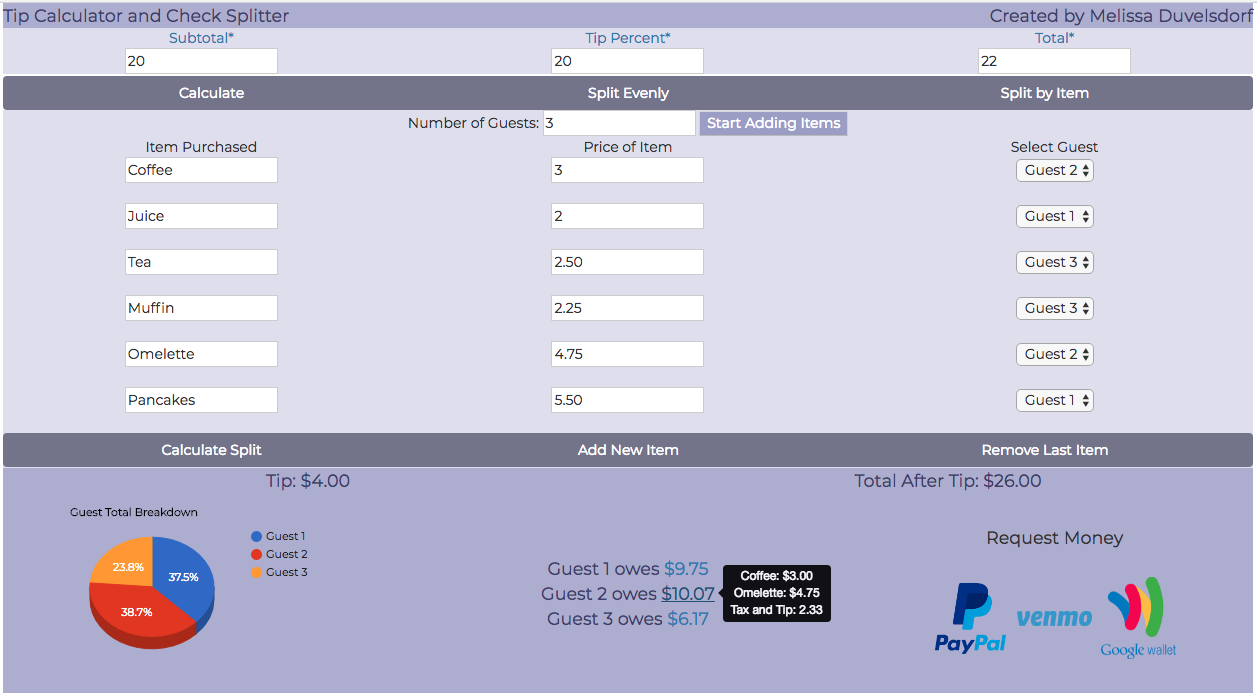 Tip Calculator and Check Splitter Created by Melissa Duvelsdorf
Subtotal* Tip Percent* Total*
20 20 22
Calculate Split Evenly Split by Item
Number of Guests: 3 Start Adding Items
Item Purchased Price of Item Select Guest
Coffee 3 Guest 2
Juice 2 Guest 1
Tea 2.50 Guest 3
Muffin 2.25 Guest 3
Omelette 4.75 Guest 2
Pancakes 5.50 Guest 1
Calculate Split Add New Item Remove Last Item
Tip: $4.00 Total After Tip: $26.00
Guest Total Breakdown
23.8%
37.5%
38.7%
Guest 1
Guest 2
Guest 3
Guest 1 owes $9.75
Guest 2 owes $10.07
Guest 3 owes $6.17
Coffee: $3.00
Omelette: $4.75
Tax and Tip: 2.33
Request Money
PayPal venmo Google wallet